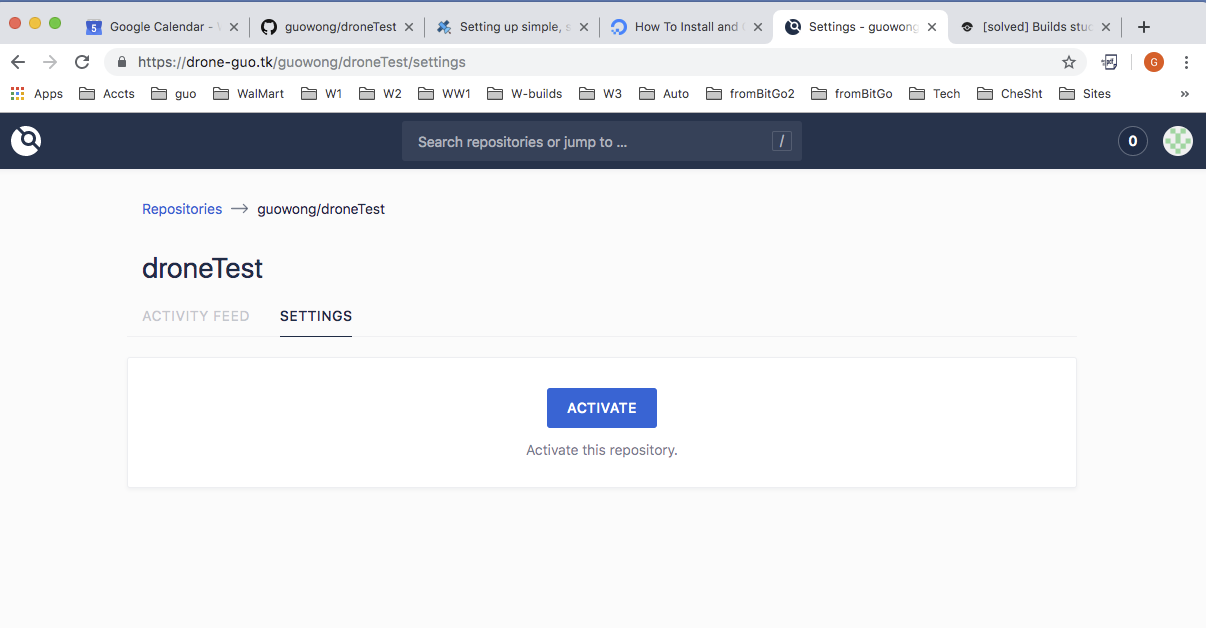 5 Google Calendar - guowong/droneTest Setting up simple, s How To Install and Settings - guowong [solved] Builds stuc
https://drone-guo.tk/guowong/droneTest/settings G
Apps Accts guo WalMart W1 W2 WW1 W-builds W3 Auto fromBitGo2 fromBitGo Tech CheSht Sites »
Search repositories or jump to ... / 0
Repositories → guowong/droneTest
droneTest
ACTIVITY FEED SETTINGS
ACTIVATE
Activate this repository.